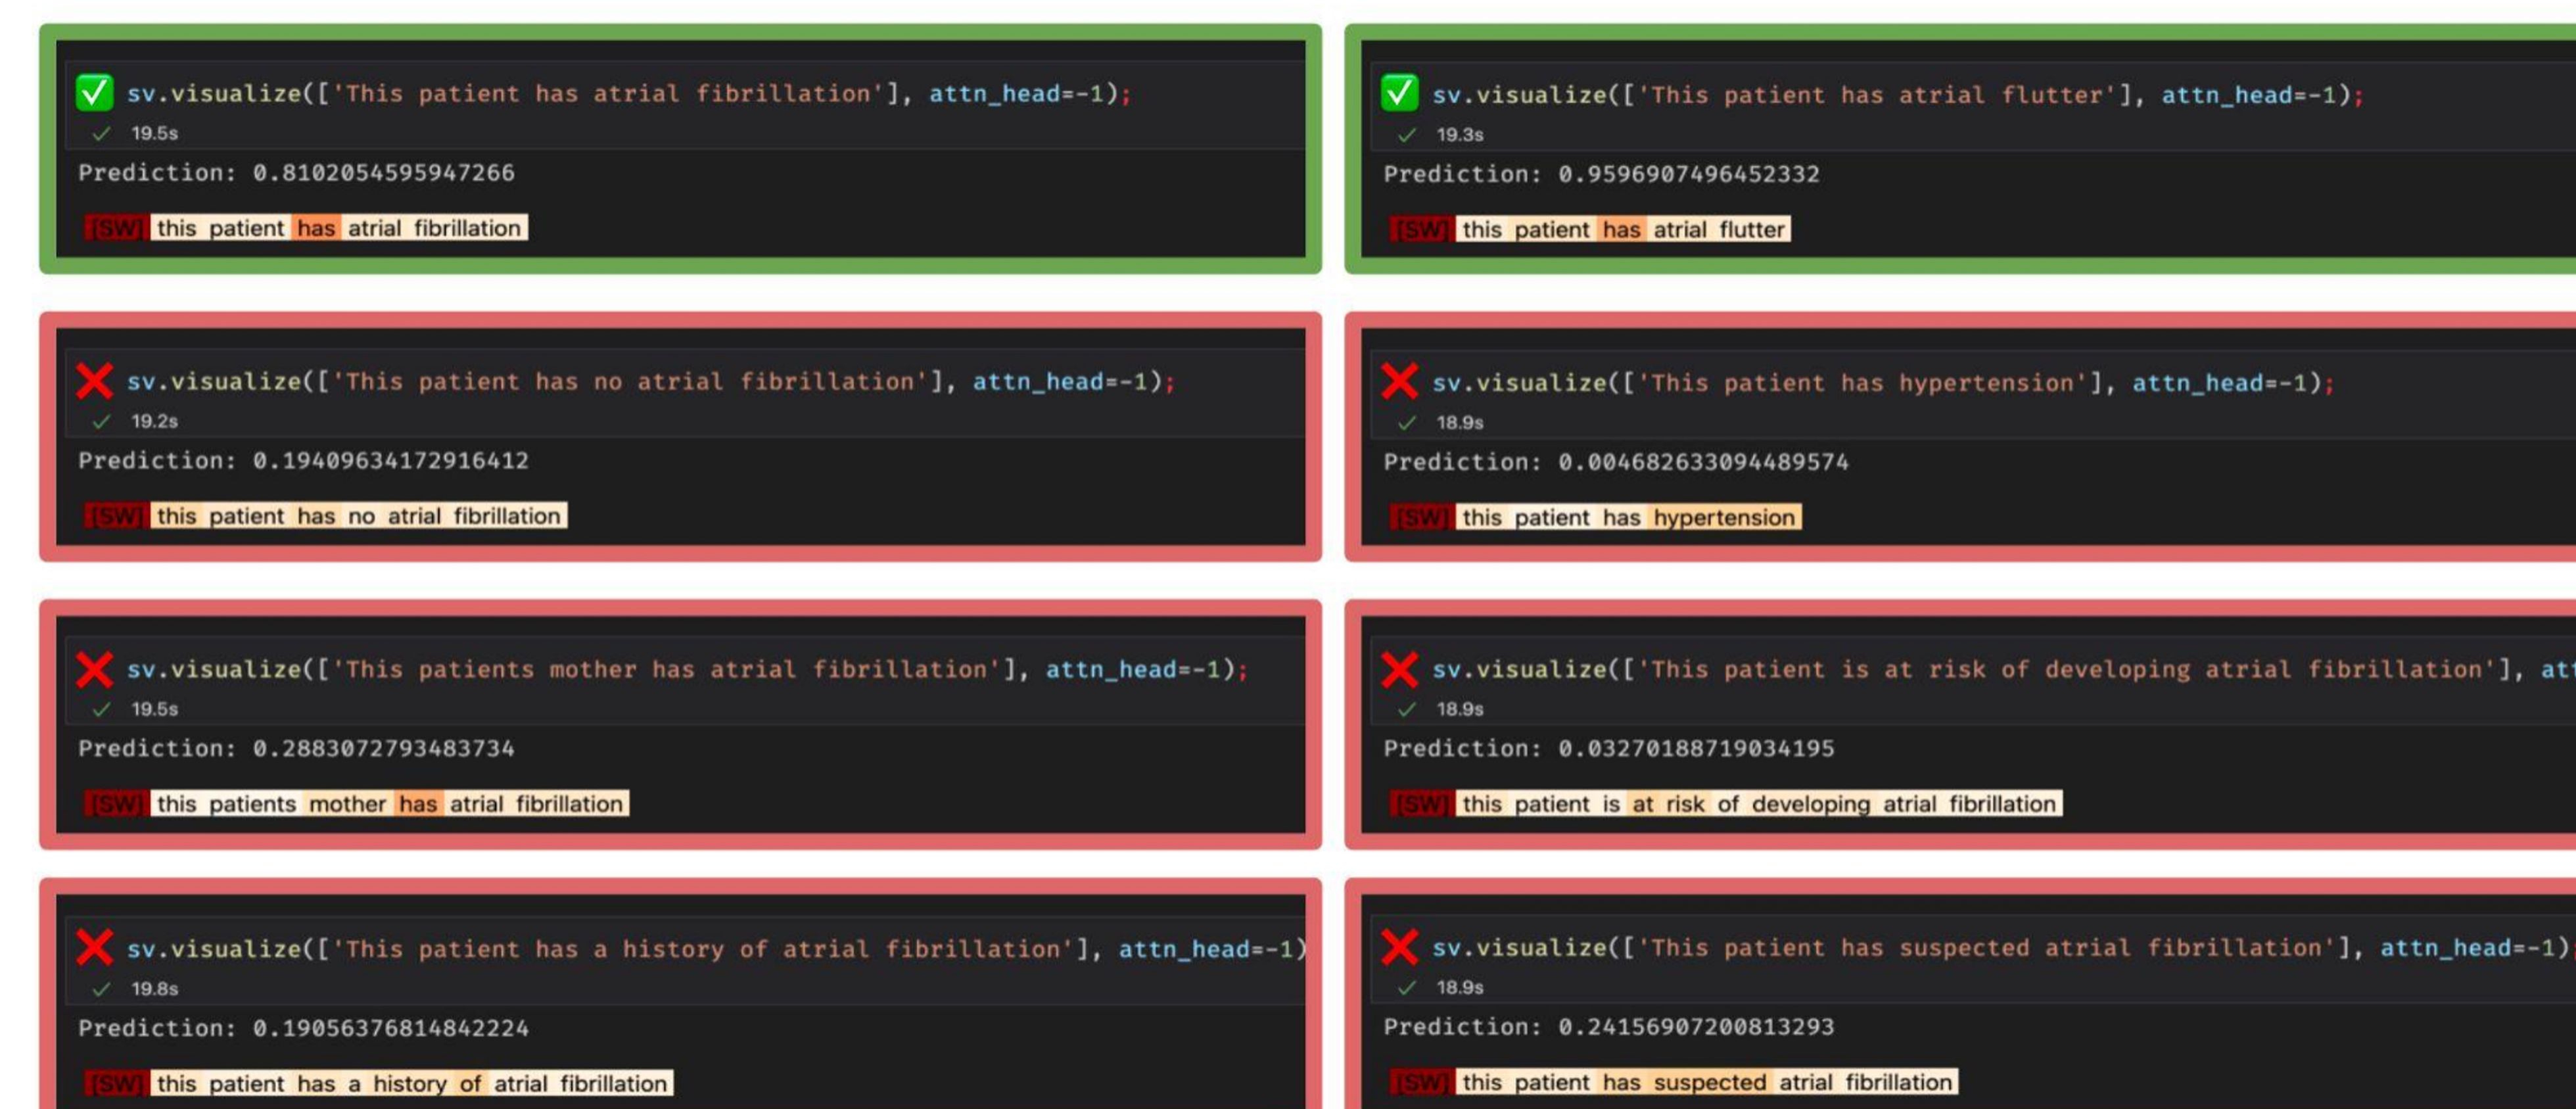 sv.visualize(['This patient has atrial fibrillation'], attn_head=-1);
19.5s
Prediction: 0.8102054595947266
[SW] this patient has atrial fibrillation
sv.visualize(['This patient has atrial flutter'], attn_head=-1);
19.3s
Prediction: 0.9596907496452332
[SW] this patient has atrial flutter
sv.visualize(['This patient has no atrial fibrillation'], attn_head=-1);
19.2s
Prediction: 0.19409634172916412
[SW] this patient has no atrial fibrillation
sv.visualize(['This patient has hypertension'], attn_head=-1);
18.9s
Prediction: 0.004682633094489574
[SW] this patient has hypertension
sv.visualize(['This patients mother has atrial fibrillation'], attn_head=-1);
19.5s
Prediction: 0.2883072793483734
[SW] this patients mother has atrial fibrillation
sv.visualize(['This patient is at risk of developing atrial fibrillation'], att
18.9s
Prediction: 0.03270188719034195
[SW] this patient is at risk of developing atrial fibrillation
sv.visualize(['This patient has a history of atrial fibrillation'], attn_head=-1)
19.8s
Prediction: 0.19056376814842224
[SW] this patient has a history of atrial fibrillation
sv.visualize(['This patient has suspected atrial fibrillation'], attn_head=-1);
18.9s
Prediction: 0.24156907200813293
[SW] this patient has suspected atrial fibrillation